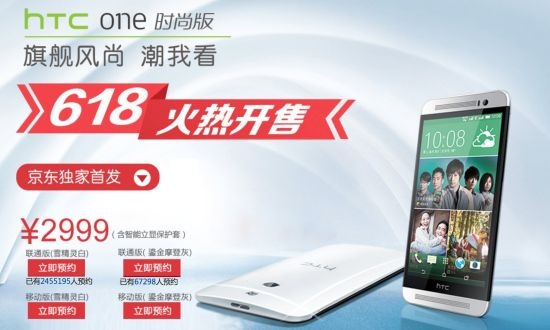 hTC one 时尚版
旗舰风尚 潮我看
618 火热开售
京东独家首发
¥2999 (含智能立显保护套)
联通版(雪精灵白) 联通版( 鎏金摩登灰)
立即预约 立即预约
已有2455195人预约 已有67298人预约
移动版(雪精灵白) 移动版( 鎏金摩登灰)
立即预约 立即预约
10:08
hTC
hTC